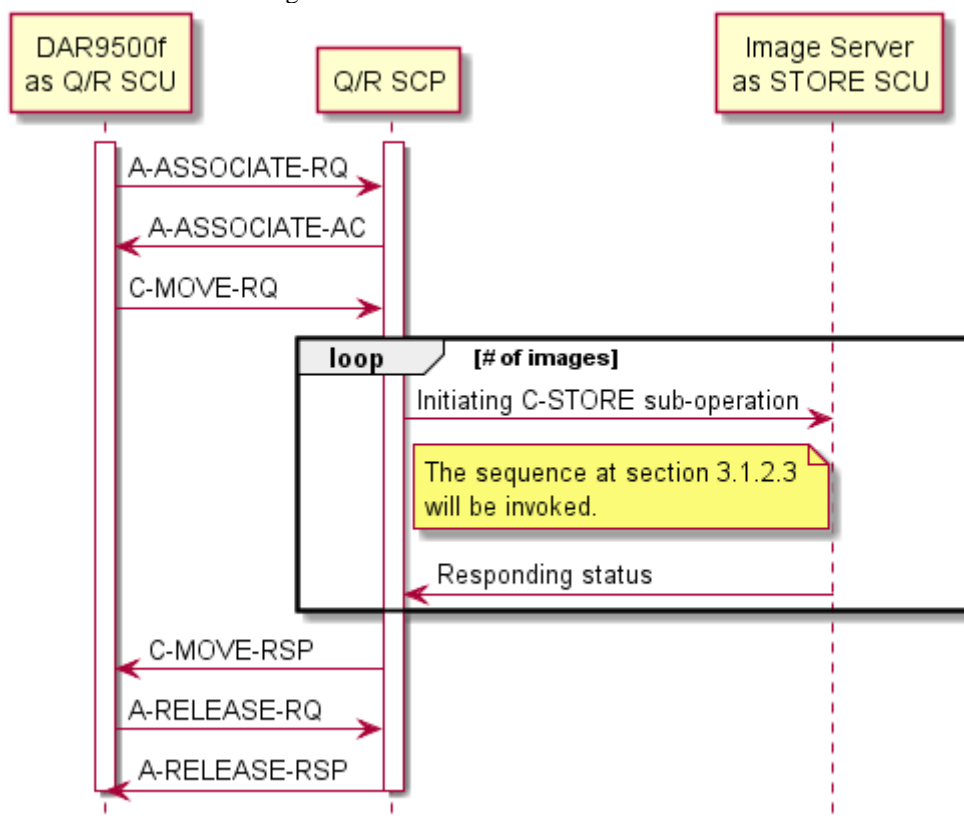 DAR9500f
as Q/R SCU
Q/R SCP
Image Server
as STORE SCU
A-ASSOCIATE-RQ
A-ASSOCIATE-AC
C-MOVE-RQ
loop
[# of images]
Initiating C-STORE sub-operation
The sequence at section 3.1.2.3
will be invoked.
Responding status
C-MOVE-RSP
A-RELEASE-RQ
A-RELEASE-RSP